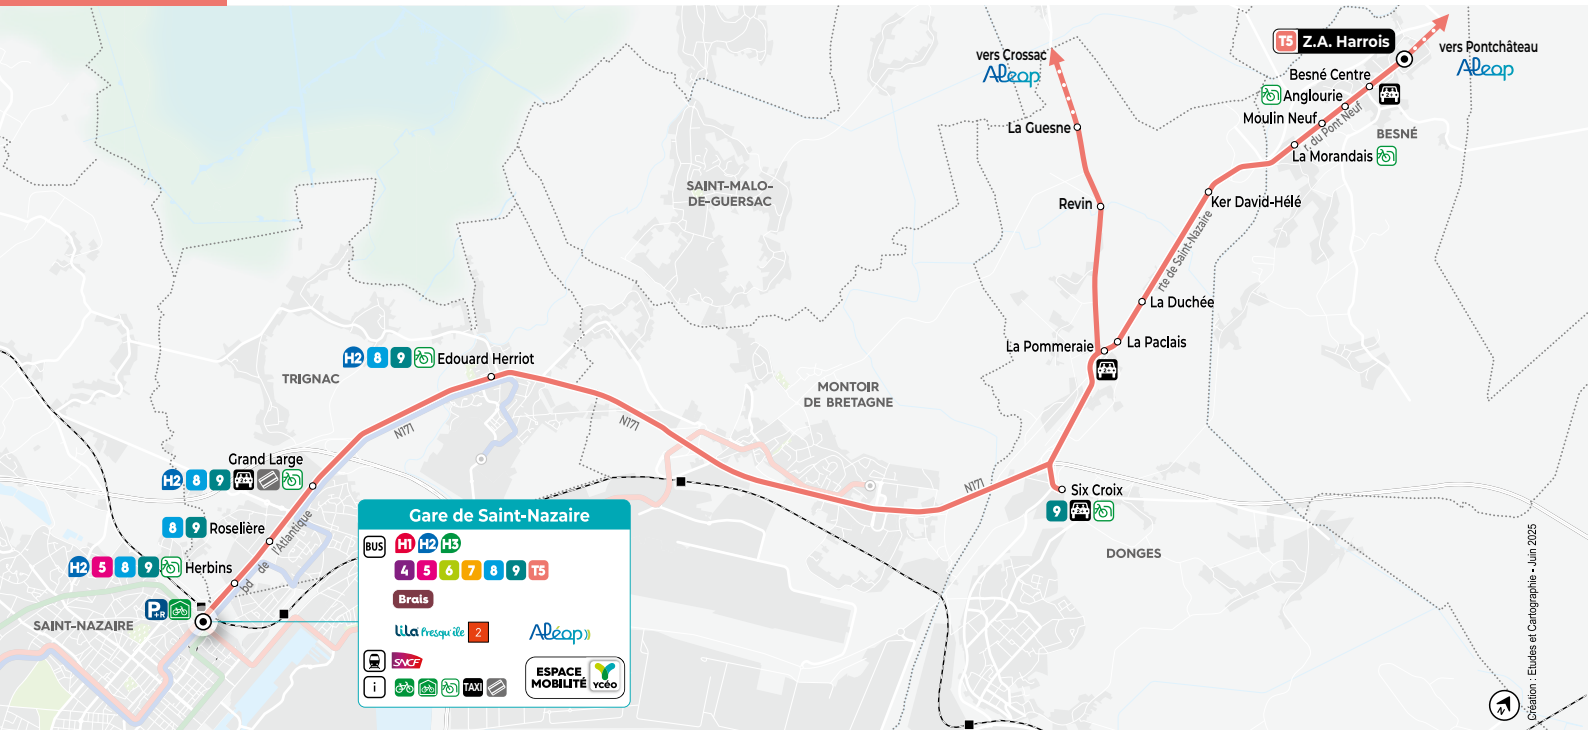 T5 Z.A. Harrois
vers Pontchâteau
Aléop
vers Crossac
Aléop
Besné Centre
Anglourie
Moulin Neuf
r. du Pont Neuf
BESNÉ
La Morandais
La Guesne
Revin
Ker David-Hélé
rte de Saint-Nazaire
La Duchée
La Paclais
La Pommeraie
SAINT-MALO-
DE-GUERSAC
H2 8 9 Edouard Herriot
TRIGNAC
MONTOIR
DE BRETAGNE
N171
N171
N171
Grand Large
H2 8 9
8 9 Roselière
bd de l'Atlantique
H2 5 8 9 Herbins
P+R
SAINT-NAZAIRE
Six Croix
9
DONGES
Gare de Saint-Nazaire
BUS H1 H2 H3
4 5 6 7 8 9 T5
Brais
Lila Presqu'île 2 Aléop
SNCF
i TAXI
ESPACE
MOBILITÉ
YCÉO
N
Création : Etudes et Cartographie - Juin 2025